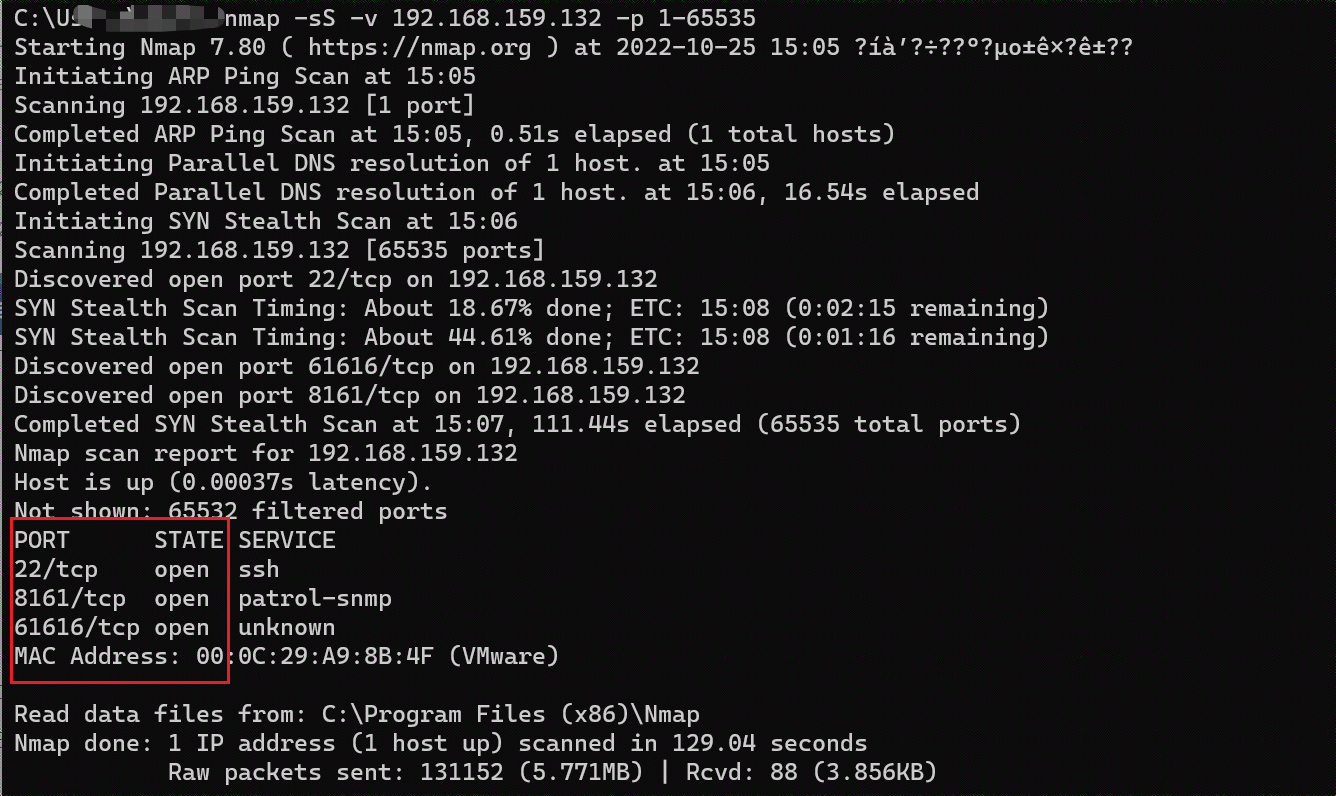 C:\Us nmap -sS -v 192.168.159.132 -p 1-65535
Starting Nmap 7.80 ( https://nmap.org ) at 2022-10-25 15:05 ?íà′?÷??°?μo±ê×?ê±??
Initiating ARP Ping Scan at 15:05
Scanning 192.168.159.132 [1 port]
Completed ARP Ping Scan at 15:05, 0.51s elapsed (1 total hosts)
Initiating Parallel DNS resolution of 1 host. at 15:05
Completed Parallel DNS resolution of 1 host. at 15:06, 16.54s elapsed
Initiating SYN Stealth Scan at 15:06
Scanning 192.168.159.132 [65535 ports]
Discovered open port 22/tcp on 192.168.159.132
SYN Stealth Scan Timing: About 18.67% done; ETC: 15:08 (0:02:15 remaining)
SYN Stealth Scan Timing: About 44.61% done; ETC: 15:08 (0:01:16 remaining)
Discovered open port 61616/tcp on 192.168.159.132
Discovered open port 8161/tcp on 192.168.159.132
Completed SYN Stealth Scan at 15:07, 111.44s elapsed (65535 total ports)
Nmap scan report for 192.168.159.132
Host is up (0.00037s latency).
Not shown: 65532 filtered ports
PORT      STATE SERVICE
22/tcp    open  ssh
8161/tcp  open  patrol-snmp
61616/tcp open  unknown
MAC Address: 00:0C:29:A9:8B:4F (VMware)
Read data files from: C:\Program Files (x86)\Nmap
Nmap done: 1 IP address (1 host up) scanned in 129.04 seconds
Raw packets sent: 131152 (5.771MB) | Rcvd: 88 (3.856KB)